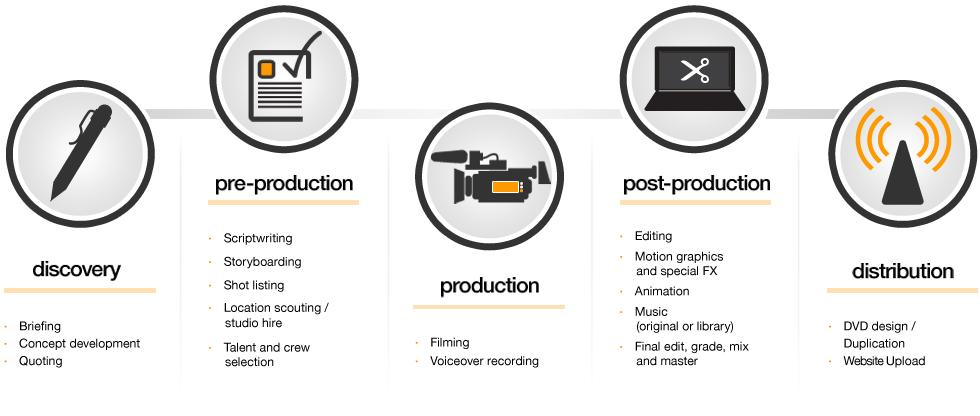 discovery
Briefing
Concept development
Quoting
pre-production
Scriptwriting
Storyboarding
Shot listing
Location scouting /
studio hire
Talent and crew
selection
production
Filming
Voiceover recording
post-production
Editing
Motion graphics
and special FX
Animation
Music
(original or library)
Final edit, grade, mix
and master
distribution
DVD design /
Duplication
Website Upload